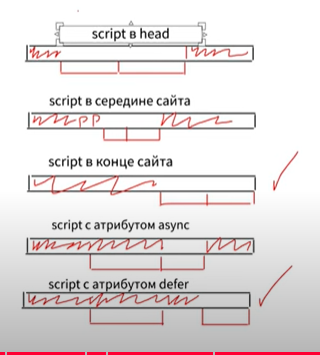 script в head
script в середине сайта
script в конце сайта
script с атрибутом async
script с атрибутом defer